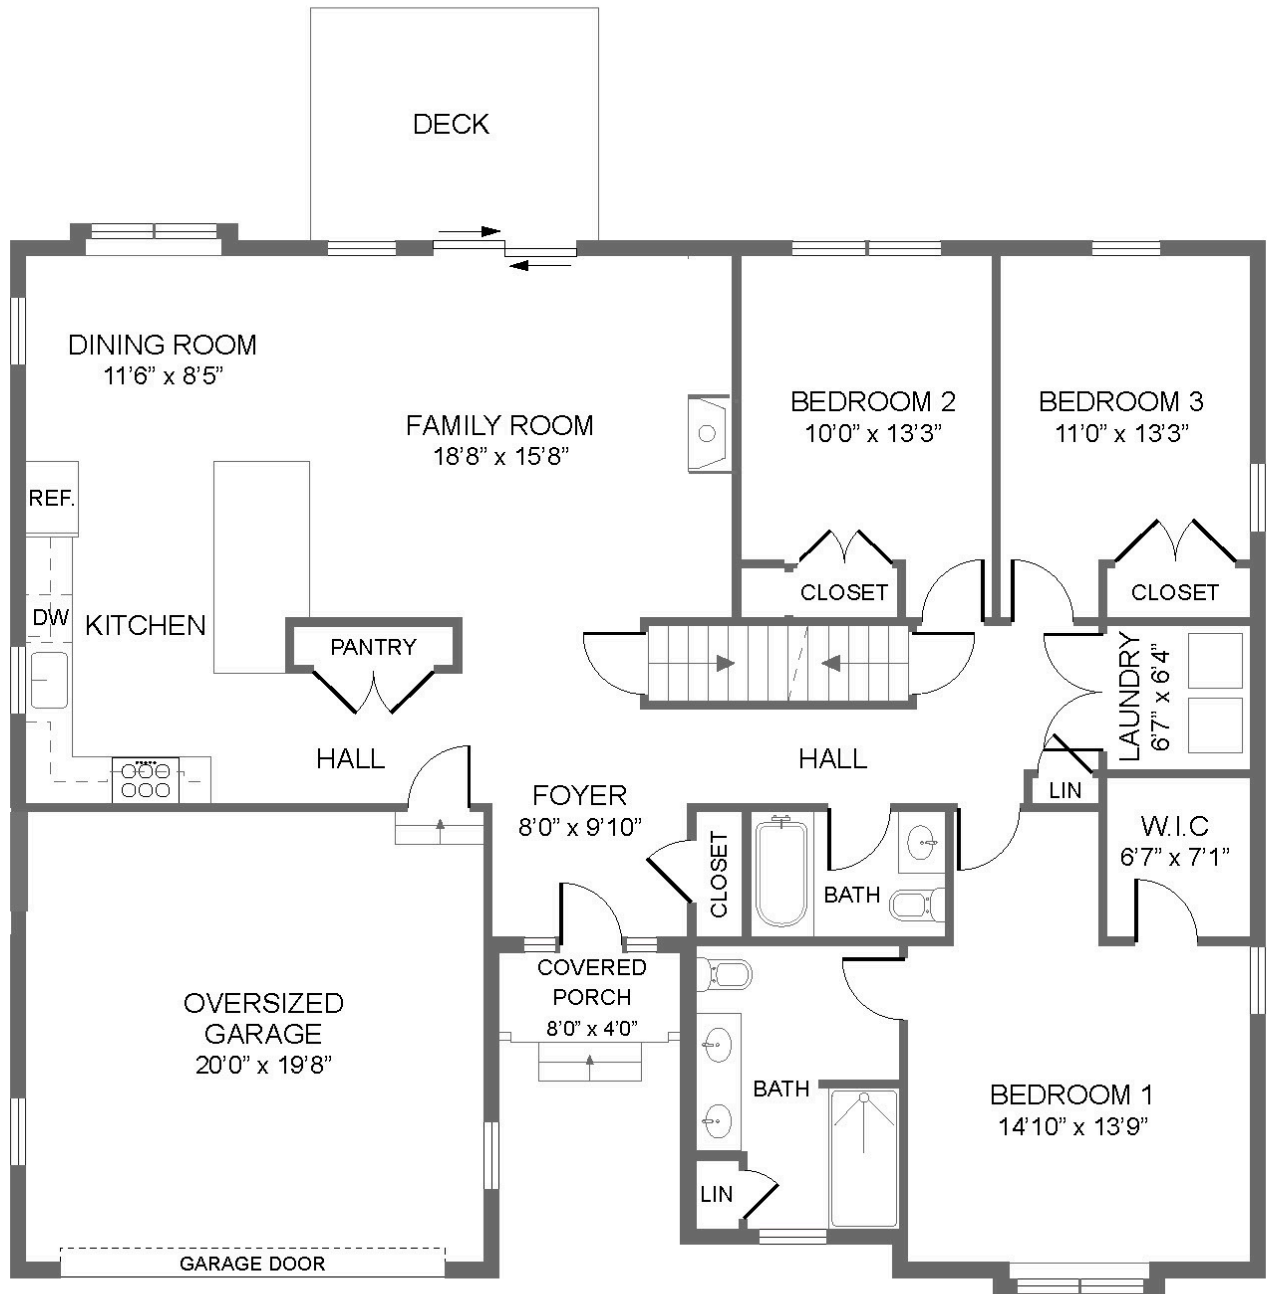 DECK
DINING ROOM
11'6" x 8'5"
FAMILY ROOM
18'8" x 15'8"
BEDROOM 2
10'0" x 13'3"
BEDROOM 3
11'0" x 13'3"
REF.
DW
KITCHEN
PANTRY
CLOSET
CLOSET
LAUNDRY
6'7" x 6'4"
HALL
HALL
LIN
FOYER
8'0" x 9'10"
CLOSET
BATH
W.I.C
6'7" x 7'1"
COVERED
PORCH
8'0" x 4'0"
OVERSIZED
GARAGE
20'0" x 19'8"
BATH
BEDROOM 1
14'10" x 13'9"
LIN
GARAGE DOOR